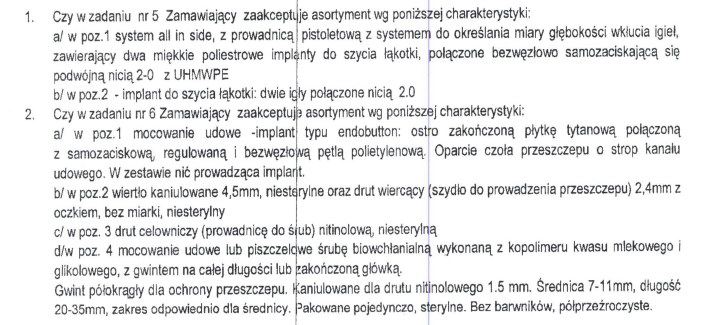 1. Czy w zadaniu nr 5 Zamawiający zaakceptuje asortyment wg poniższej charakterystyki:
a/ w poz.1 system all in side, z prowadnicą pistoletową z systemem do określania miary głębokości wkłucia igieł,
zawierający dwa miękkie poliestrowe implanty do szycia łąkotki, połączone bezwęzłowo samozaciskającą się
podwójną nicią 2-0 z UHMWPE
b/ w poz.2 - implant do szycia łąkotki: dwie igły połączone nicią 2.0
2. Czy w zadaniu nr 6 Zamawiający zaakceptuje asortyment wg poniższej charakterystyki:
a/ w poz.1 mocowanie udowe -implant typu endobutton: ostro zakończoną płytkę tytanową połączoną
z samozaciskową, regulowaną i bezwęzłową pętlą polietylenową. Oparcie czoła przeszczepu o strop kanału
udowego. W zestawie nić prowadząca implant.
b/ w poz.2 wiertło kaniulowane 4,5mm, niesterylne oraz drut wiercący (szydło do prowadzenia przeszczepu) 2,4mm z
oczkiem, bez miarki, niesterylny
c/ w poz. 3 drut celowniczy (prowadnicę do śrub) nitinolową, niesterylną
d/w poz. 4 mocowanie udowe lub piszczelowe śrubę biowchłanialną wykonaną z kopolimeru kwasu mlekowego i
glikolowego, z gwintem na całej długości lub zakończoną główką.
Gwint półokrągły dla ochrony przeszczepu. Kaniulowane dla drutu nitinolowego 1.5 mm. Średnica 7-11mm, długość
20-35mm, zakres odpowiednio dla średnicy. Pakowane pojedynczo, sterylne. Bez barwników, półprzeźroczyste.